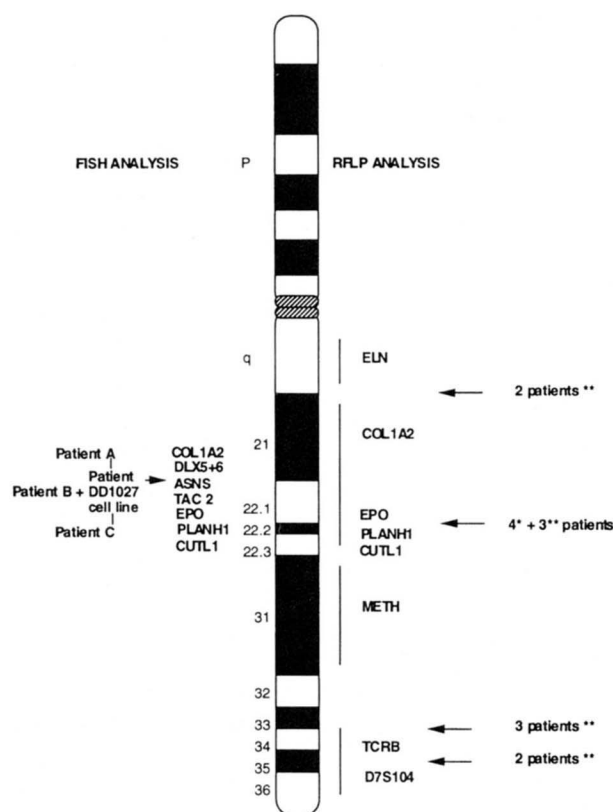 FISH ANALYSIS
P
RFLP ANALYSIS
q
ELN
2 patients **
21
COL1A2
Patient A
Patient
Patient B + DD1027
cell line
Patient C
COL1A2
DLX5+6
ASNS
TAC 2
EPO
PLANH1
CUTL1
22.1
22.2
22.3
EPO
PLANH1
CUTL1
4* + 3** patients
31
METH
32
33
3 patients **
34
TCRB
35
2 patients **
D7S104
36